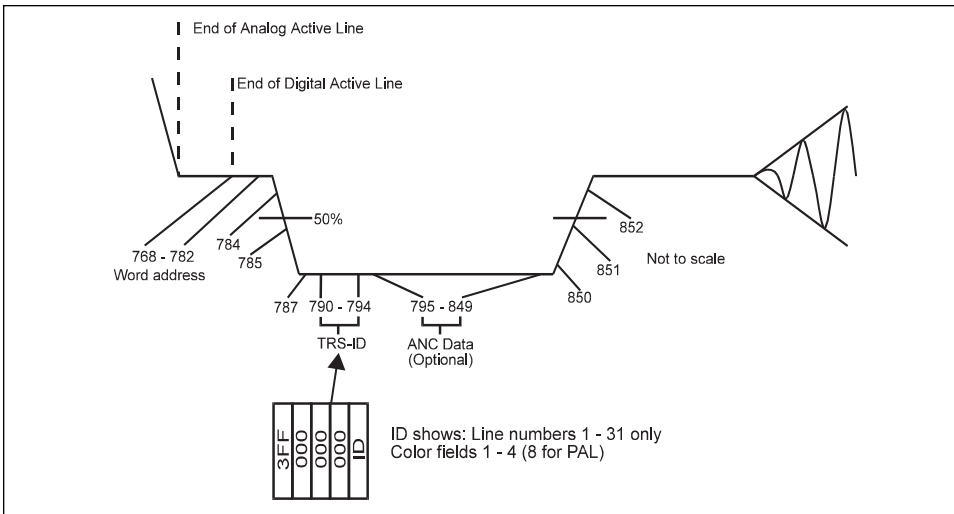 End of Analog Active Line
End of Digital Active Line
50%
768 - 782
Word address
784
785
787
790 - 794
TRS-ID
795 - 849
ANC Data
(Optional)
850
851
852
Not to scale
3FF
000
000
000
ID
ID shows: Line numbers 1 - 31 only
Color fields 1 - 4 (8 for PAL)